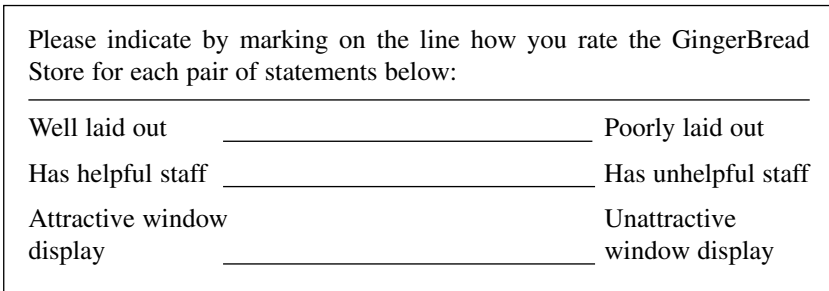 Please indicate by marking on the line how you rate the GingerBread
Store for each pair of statements below:
Well laid out Poorly laid out
Has helpful staff Has unhelpful staff
Attractive window Unattractive
display window display